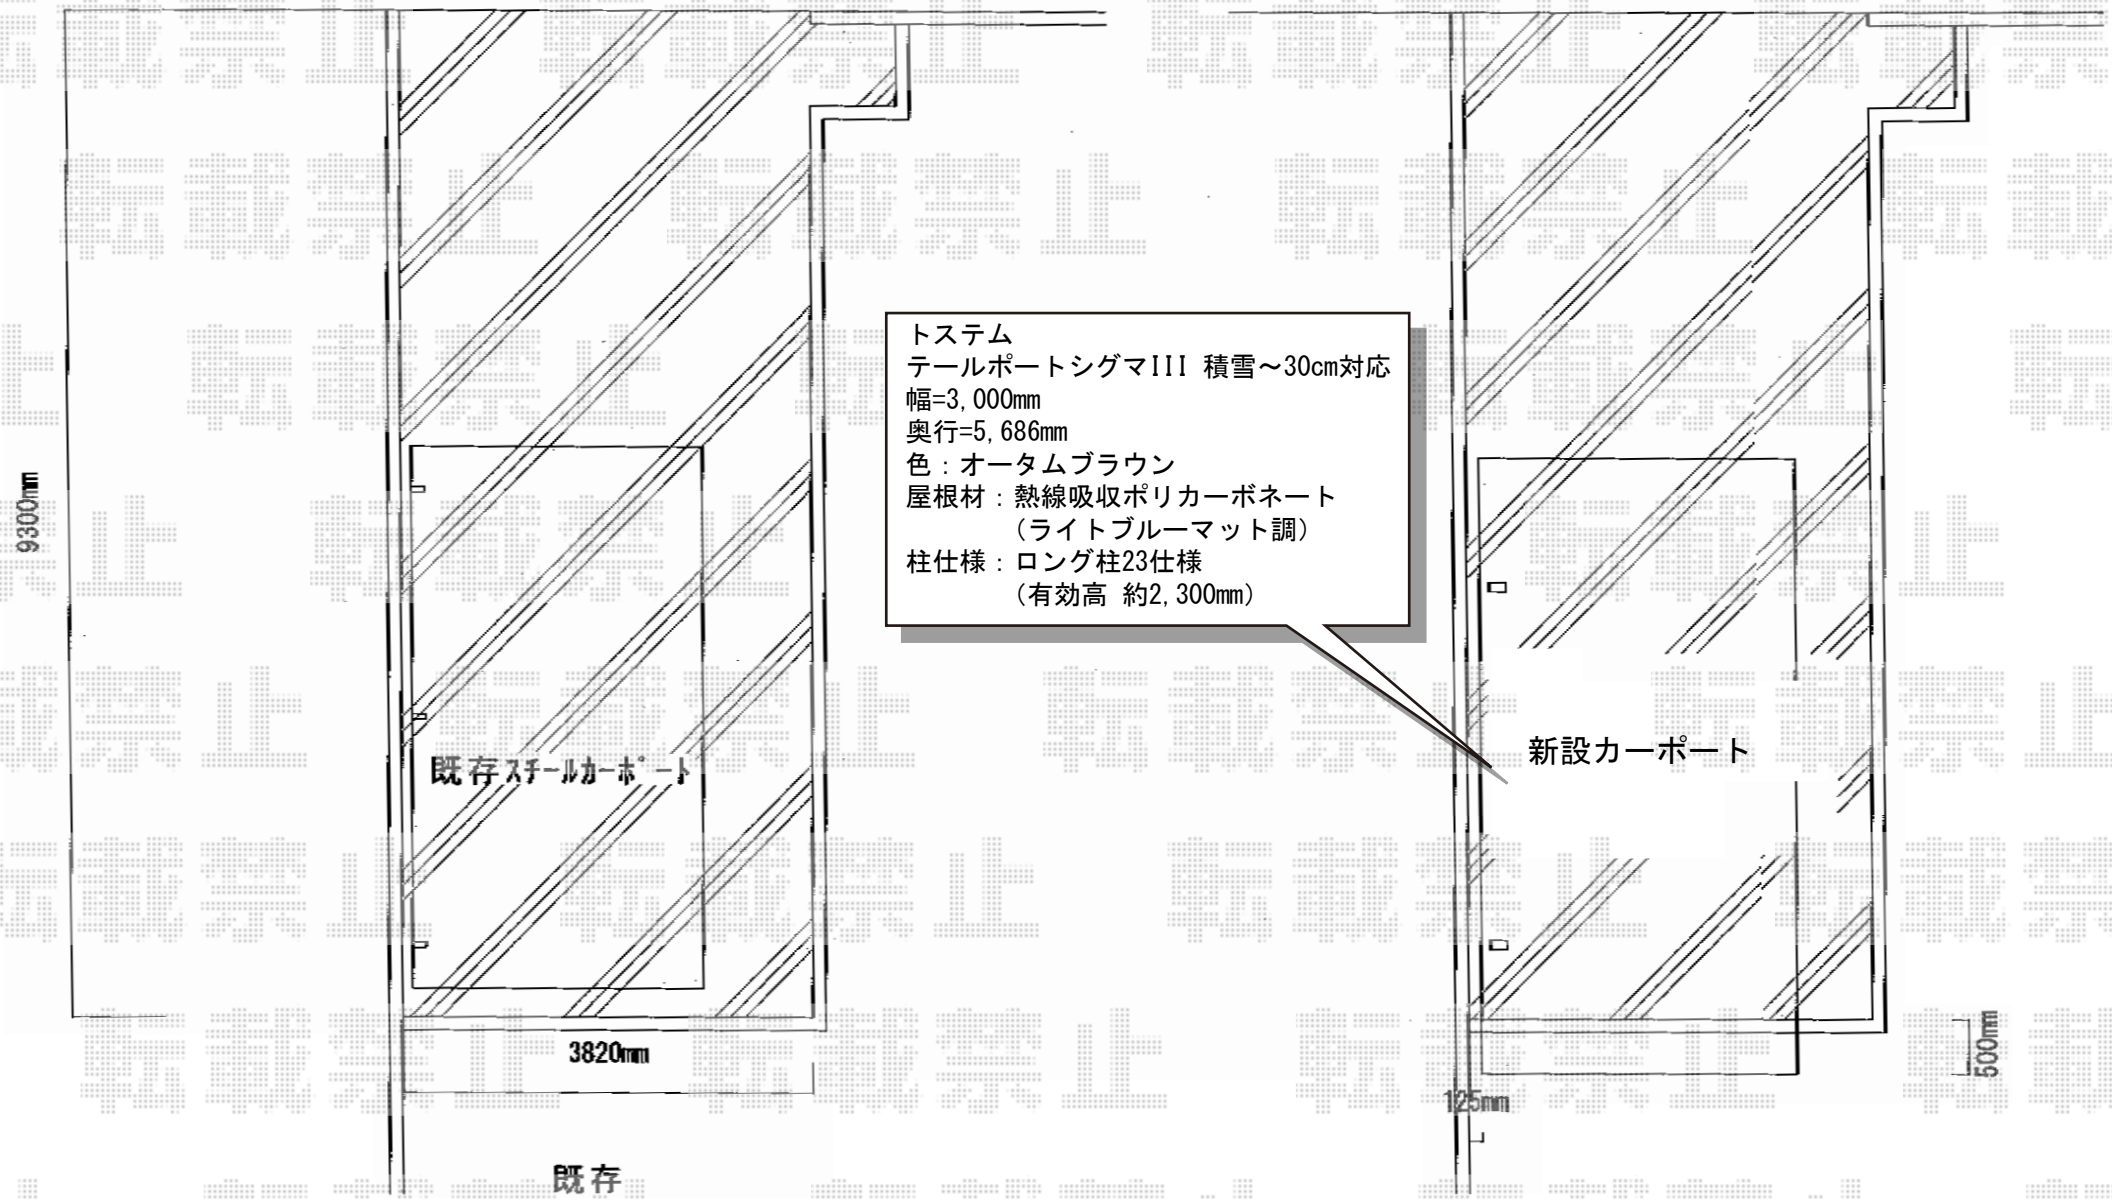 9300mm
既存スチールカーポート
3820mm
既存
トステム
テールポートシグマIII 積雪～30cm対応
幅=3,000mm
奥行=5,686mm
色：オータムブラウン
屋根材：熱線吸収ポリカーボネート
（ライトブルーマット調）
柱仕様：ロング柱23仕様
（有効高 約2,300mm）
新設カーポート
500mm
125mm
転載禁止